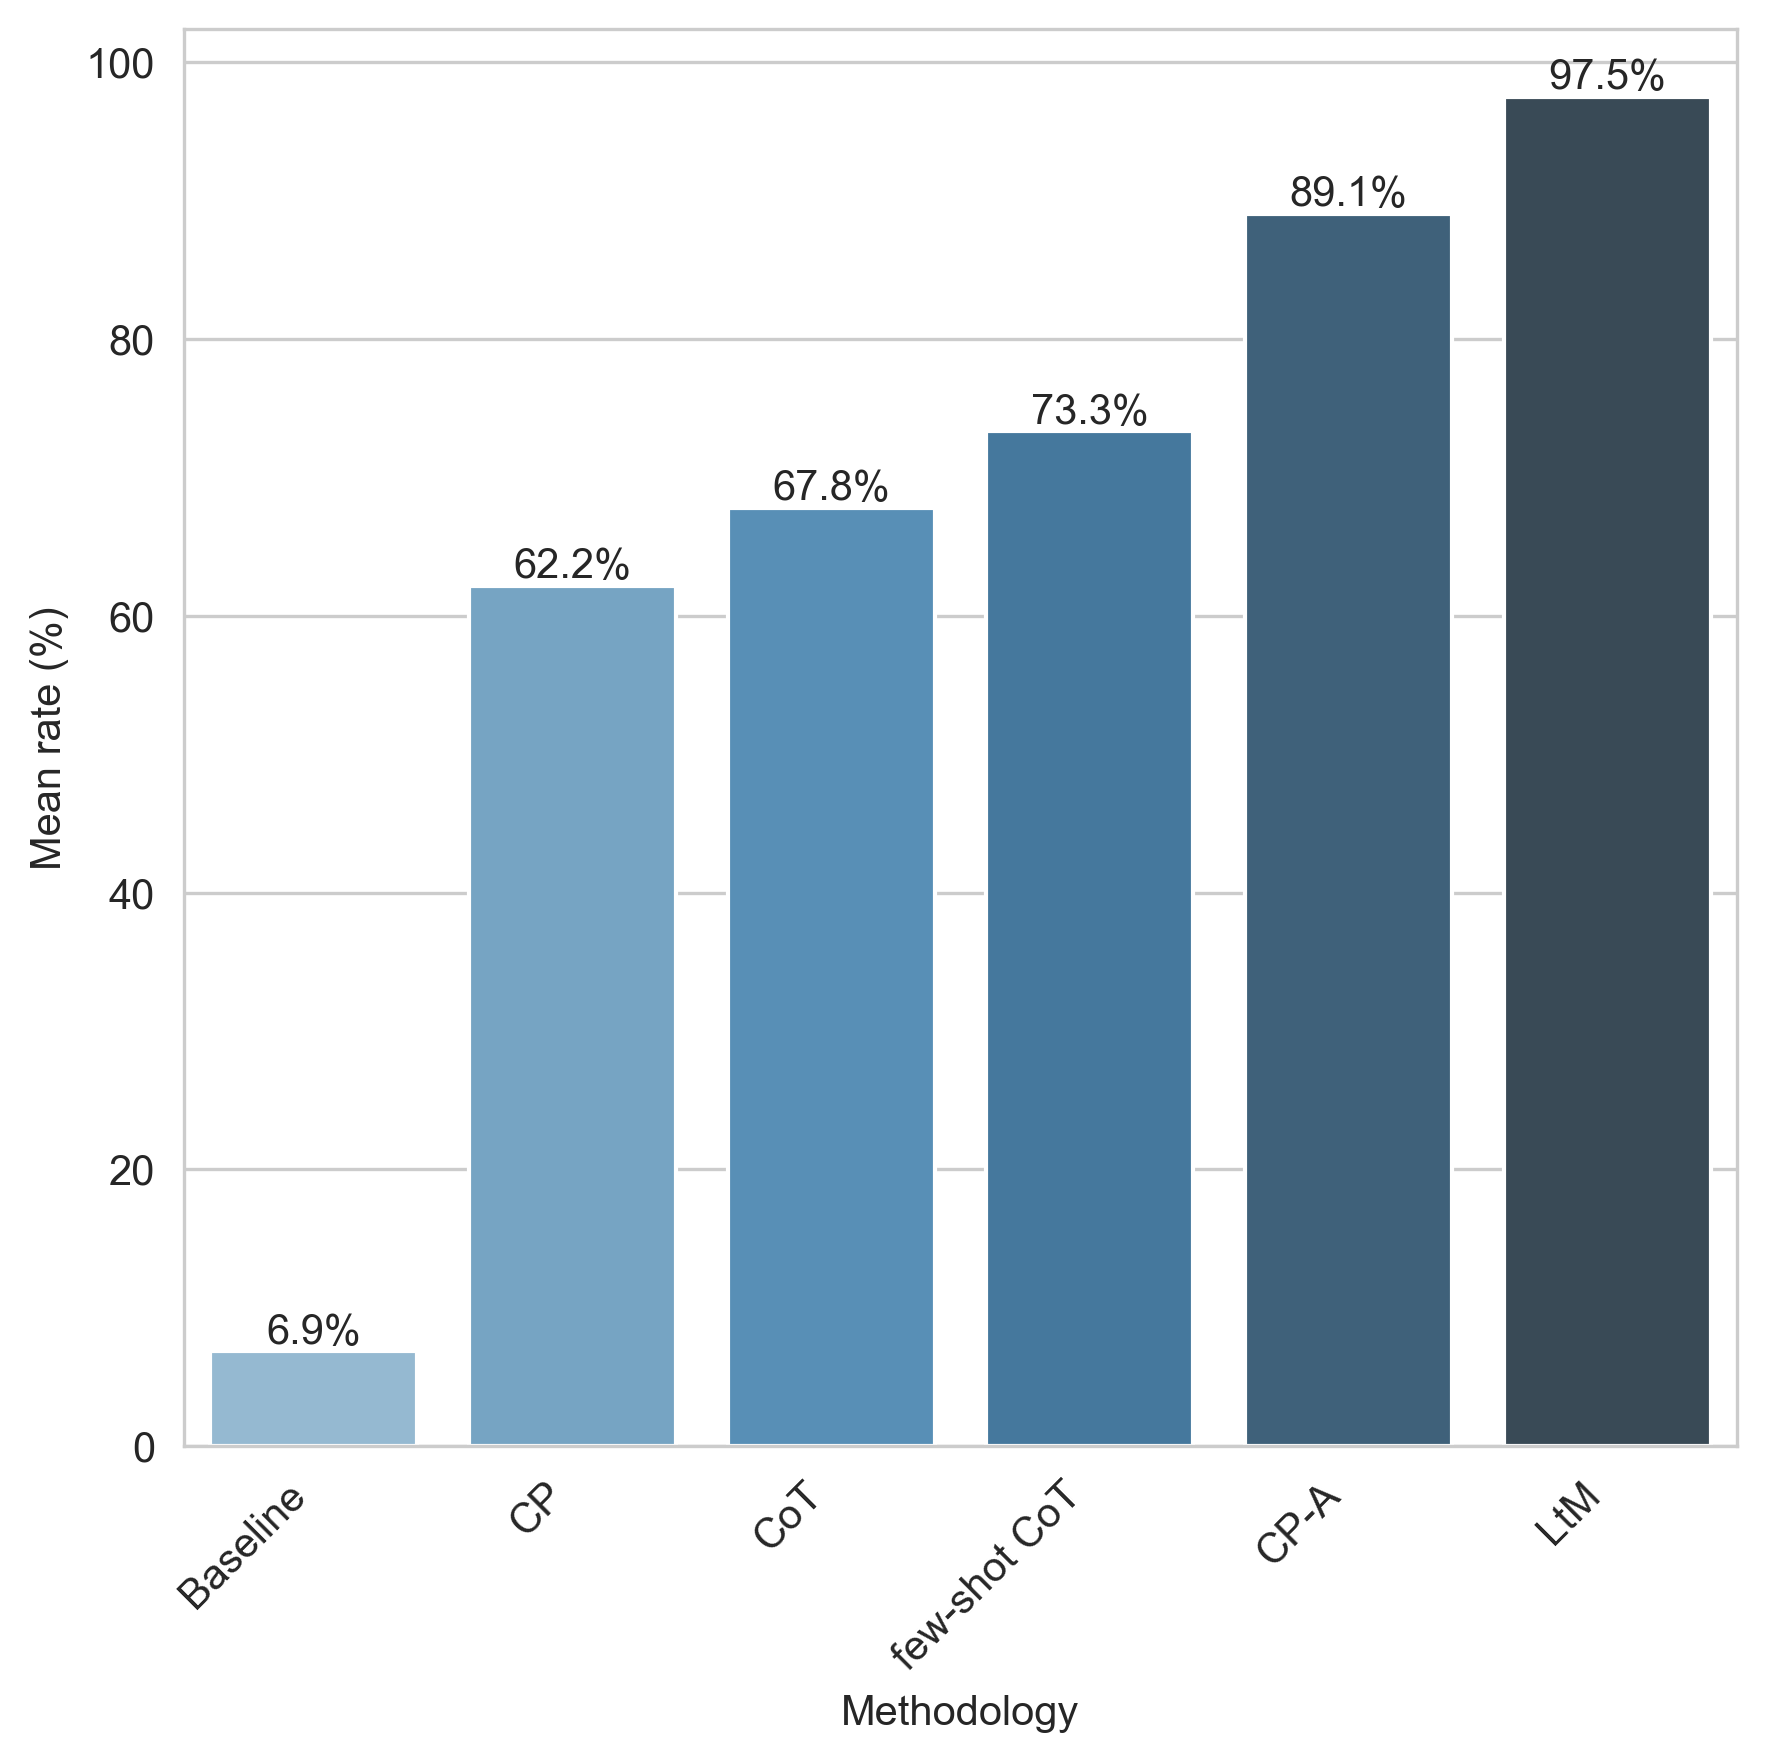 100
80
60
40
20
0
Mean rate (%)
6.9%
62.2%
67.8%
73.3%
89.1%
97.5%
Baseline
CP
CoT
few-shot CoT
CP-A
LtM
Methodology